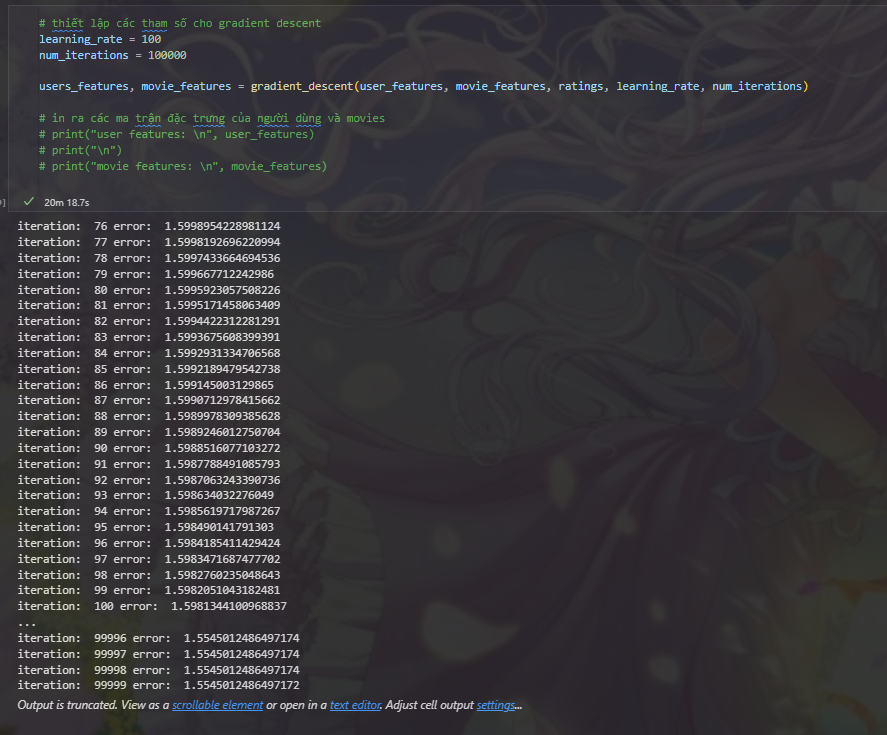 # thiết lập các tham số cho gradient descent
learning_rate = 100
num_iterations = 100000
users_features, movie_features = gradient_descent(user_features, movie_features, ratings, learning_rate, num_iterations)
# in ra các ma trận đặc trưng của người dùng và movies
# print("user features: \n", user_features)
# print("\n")
# print("movie features: \n", movie_features)
20m 18.7s
iteration: 76 error: 1.5998954228981124
iteration: 77 error: 1.5998192696220994
iteration: 78 error: 1.5997433664694536
iteration: 79 error: 1.599667712242986
iteration: 80 error: 1.5995923057508226
iteration: 81 error: 1.5995171458063409
iteration: 82 error: 1.5994422312281291
iteration: 83 error: 1.5993675608399391
iteration: 84 error: 1.5992931334706568
iteration: 85 error: 1.5992189479542738
iteration: 86 error: 1.599145003129865
iteration: 87 error: 1.5990712978415662
iteration: 88 error: 1.5989978309385628
iteration: 89 error: 1.5989246012750704
iteration: 90 error: 1.5988516077103272
iteration: 91 error: 1.5987788491085793
iteration: 92 error: 1.5987063243390736
iteration: 93 error: 1.598634032276049
iteration: 94 error: 1.5985619717987267
iteration: 95 error: 1.598490141791303
iteration: 96 error: 1.5984185411429424
iteration: 97 error: 1.5983471687477702
iteration: 98 error: 1.5982760235048643
iteration: 99 error: 1.5982051043182481
iteration: 100 error: 1.5981344100968837
...
iteration: 99996 error: 1.5545012486497174
iteration: 99997 error: 1.5545012486497174
iteration: 99998 error: 1.5545012486497174
iteration: 99999 error: 1.5545012486497172
Output is truncated. View as a scrollable element or open in a text editor. Adjust cell output settings...